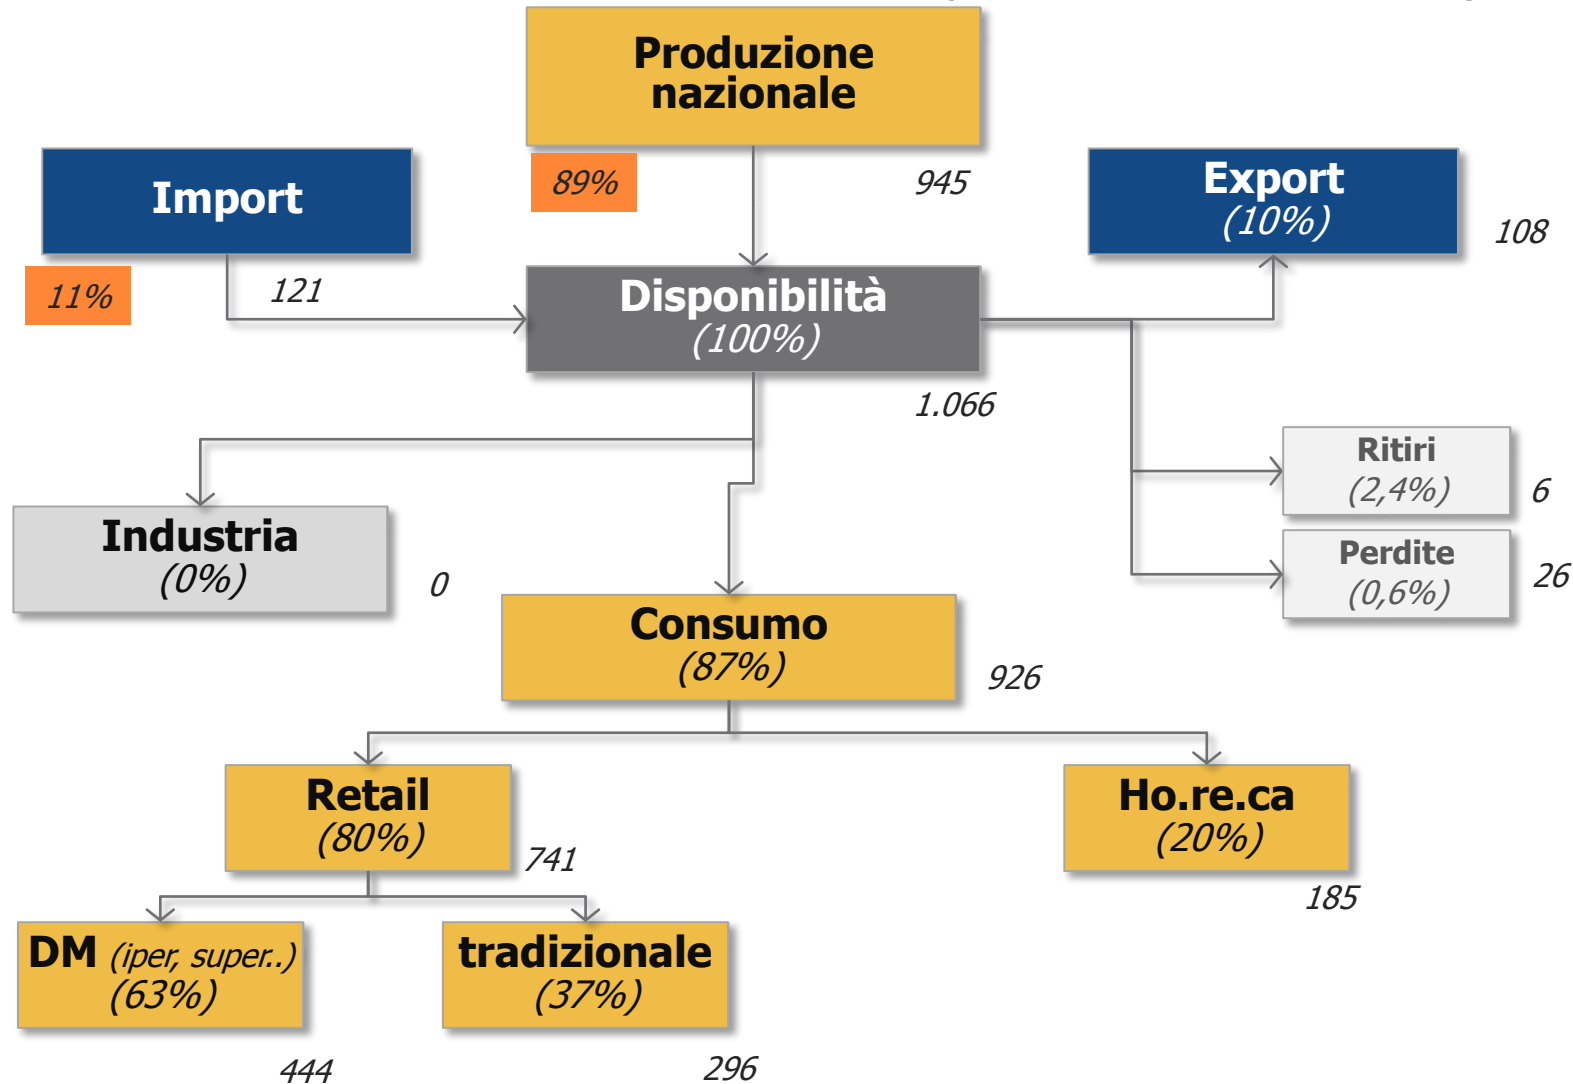 Produzione
nazionale
89%
945
Import
11%
121
Export
(10%)
108
Disponibilità
(100%)
1.066
Ritiri
(2,4%)
6
Perdite
(0,6%)
26
Industria
(0%)
0
Consumo
(87%)
926
Retail
(80%)
741
Ho.re.ca
(20%)
185
DM (iper, super..)
(63%)
444
tradizionale
(37%)
296